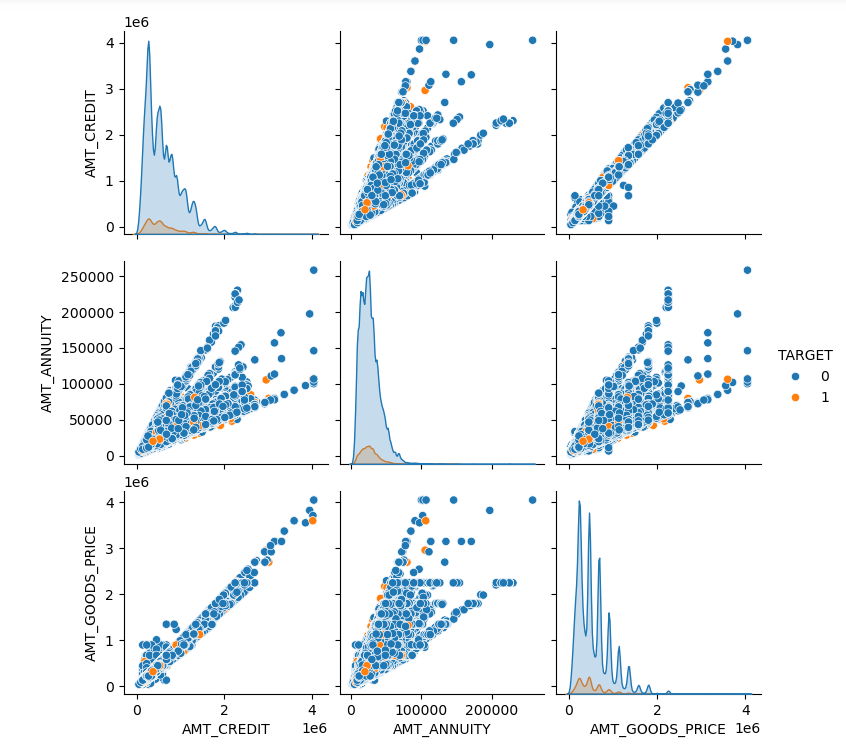 1e6
4
3
2
1
0
AMT_CREDIT
250000
200000
150000
100000
50000
0
AMT_ANNUITY
TARGET
0
1
1e6
4
3
2
1
0
AMT_GOODS_PRICE
0 2 4
1e6
AMT_CREDIT
0 100000 200000
AMT_ANNUITY
0 2 4
1e6
AMT_GOODS_PRICE